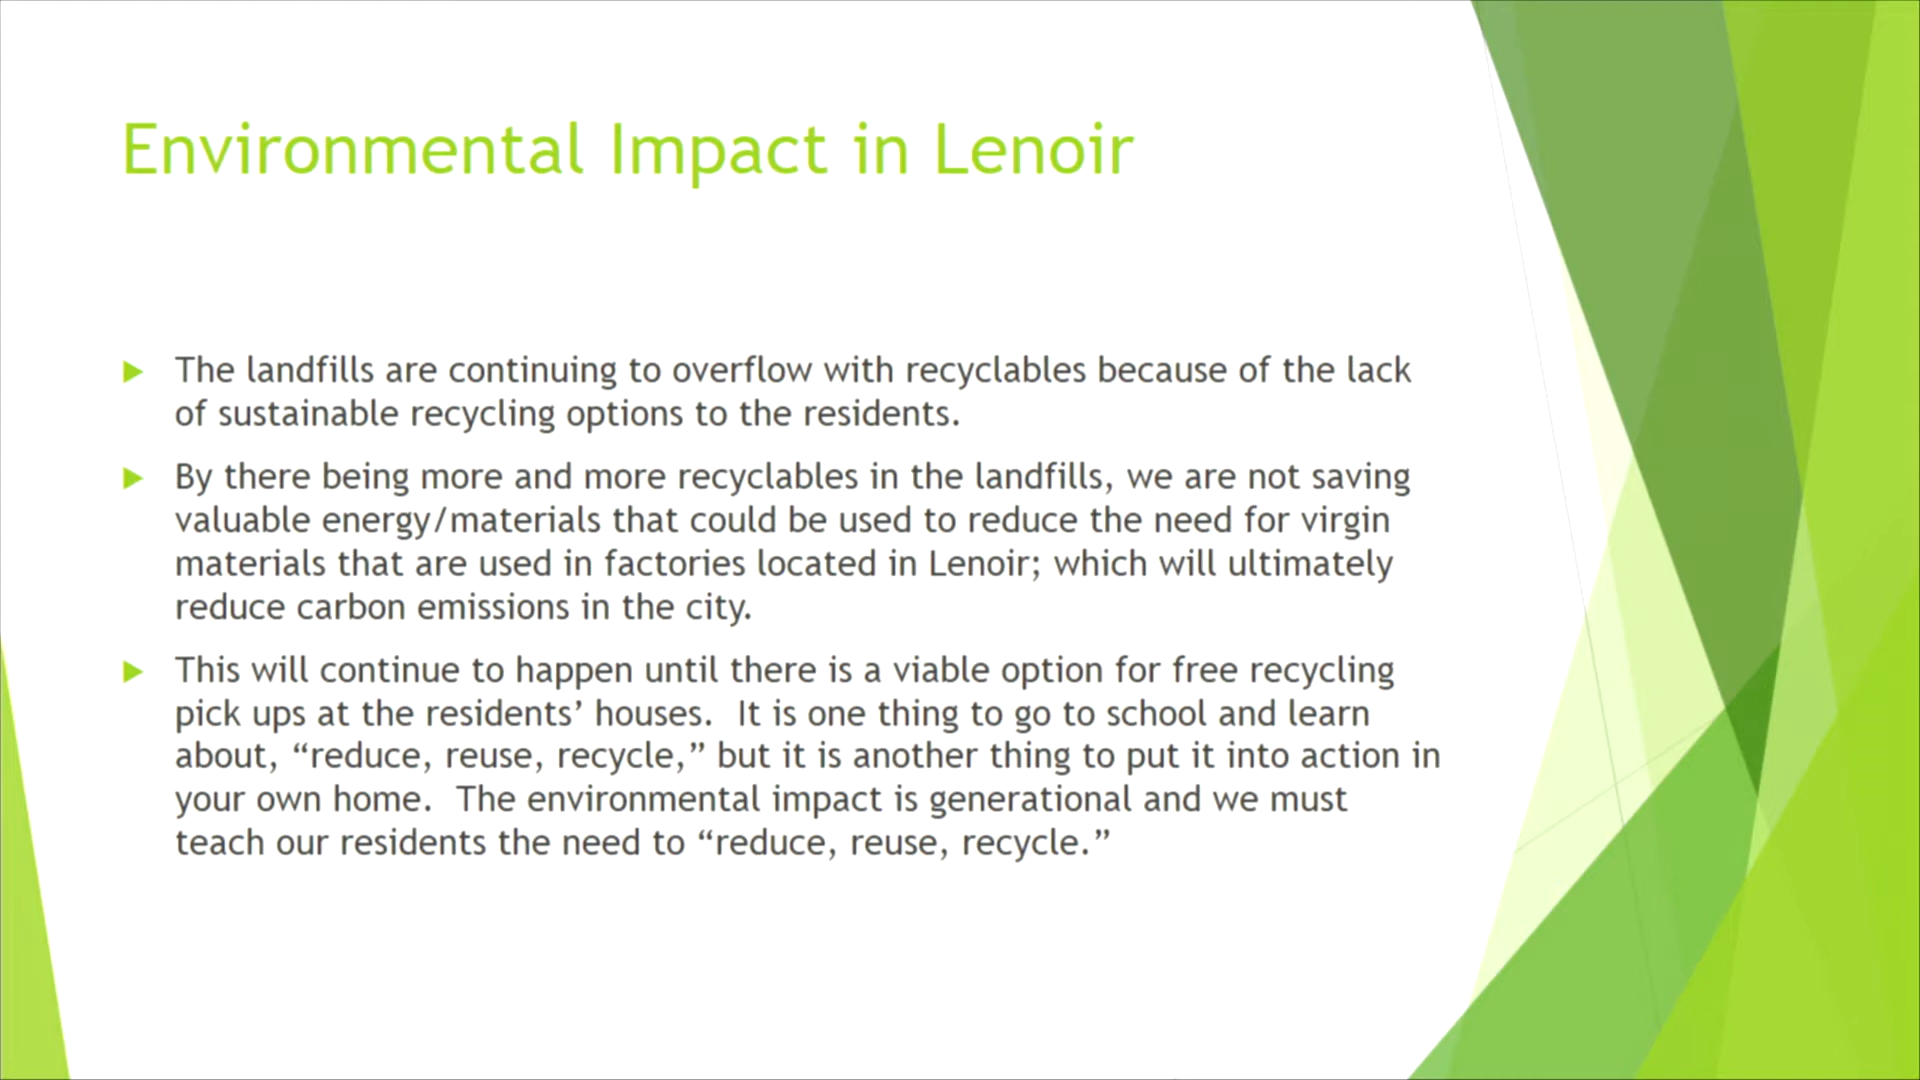 Environmental Impact in Lenoir
The landfills are continuing to overflow with recyclables because of the lack
of sustainable recycling options to the residents.
By there being more and more recyclables in the landfills, we are not saving
valuable energy/materials that could be used to reduce the need for virgin
materials that are used in factories located in Lenoir; which will ultimately
reduce carbon emissions in the city.
This will continue to happen until there is a viable option for free recycling
pick ups at the residents’ houses.  It is one thing to go to school and learn
about, “reduce, reuse, recycle,” but it is another thing to put it into action in
your own home.  The environmental impact is generational and we must
teach our residents the need to “reduce, reuse, recycle.”